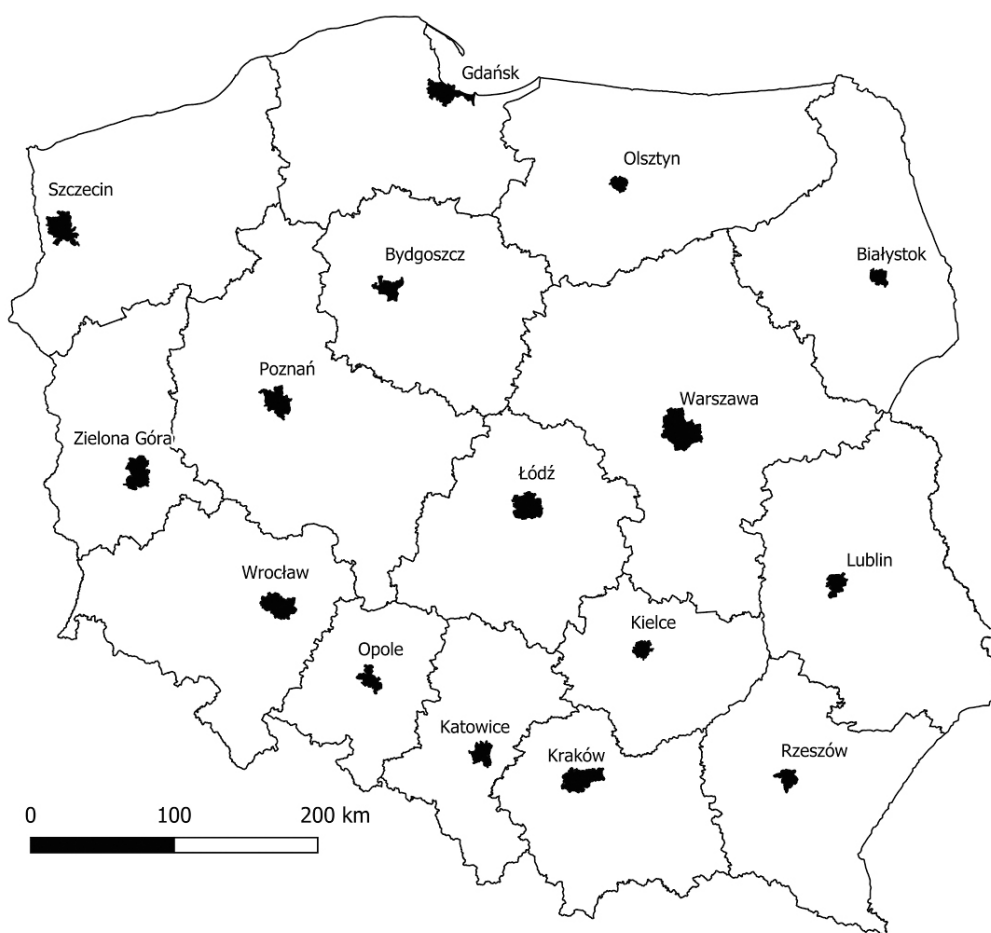 Gdańsk
Olsztyn
Szczecin
Bydgoszcz
Białystok
Poznań
Warszawa
Zielona Góra
Łódź
Wrocław
Lublin
Kielce
Opole
Katowice
Kraków
Rzeszów
0 100 200 km